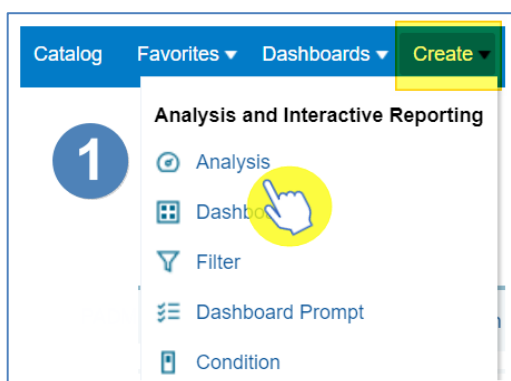 Catalog Favorites Dashboards Create
Analysis and Interactive Reporting
1
Analysis
Filter
Dashboard Prompt
Condition